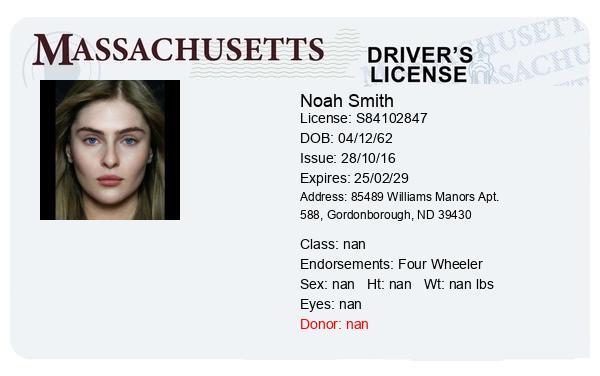 MASSACHUSETTS
DRIVER'S
LICENSE
Noah Smith
License: S84102847
DOB: 04/12/62
Issue: 28/10/16
Expires: 25/02/29
Address: 85489 Williams Manors Apt.
588, Gordonborough, ND 39430
Class: nan
Endorsements: Four Wheeler
Sex: nan Ht: nan Wt: nan lbs
Eyes: nan
Donor: nan